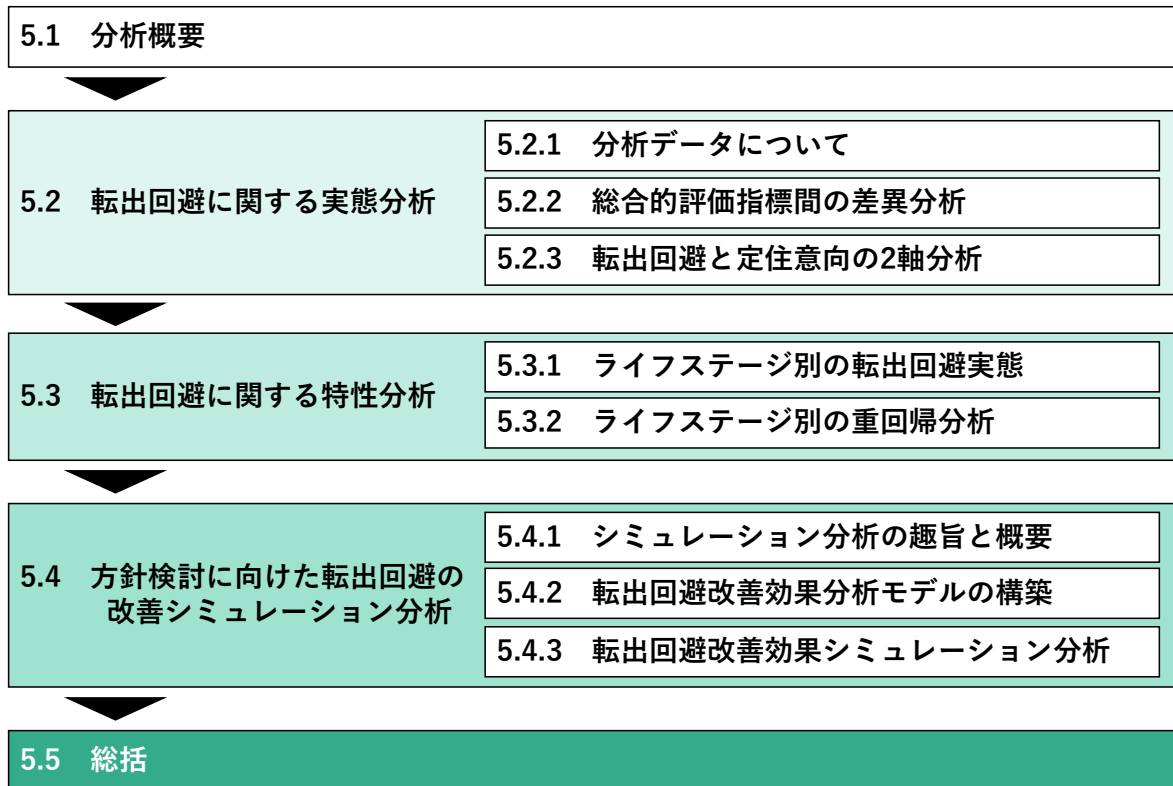 5.1 分析概要
5.2 転出回避に関する実態分析
5.2.1 分析データについて
5.2.2 総合的評価指標間の差異分析
5.2.3 転出回避と定住意向の2軸分析
5.3 転出回避に関する特性分析
5.3.1 ライフステージ別の転出回避実態
5.3.2 ライフステージ別の重回帰分析
5.4 方針検討に向けた転出回避の
改善シミュレーション分析
5.4.1 シミュレーション分析の趣旨と概要
5.4.2 転出回避改善効果分析モデルの構築
5.4.3 転出回避改善効果シミュレーション分析
5.5 総括